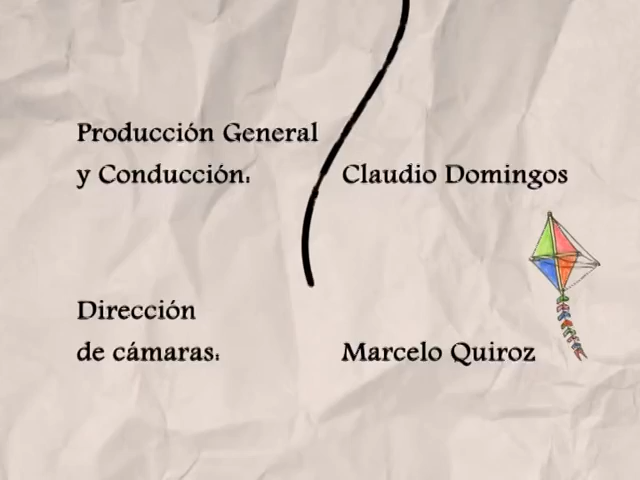 Producción General
y Conducción: Claudio Domingos
Dirección
de cámaras: Marcelo Quiroz